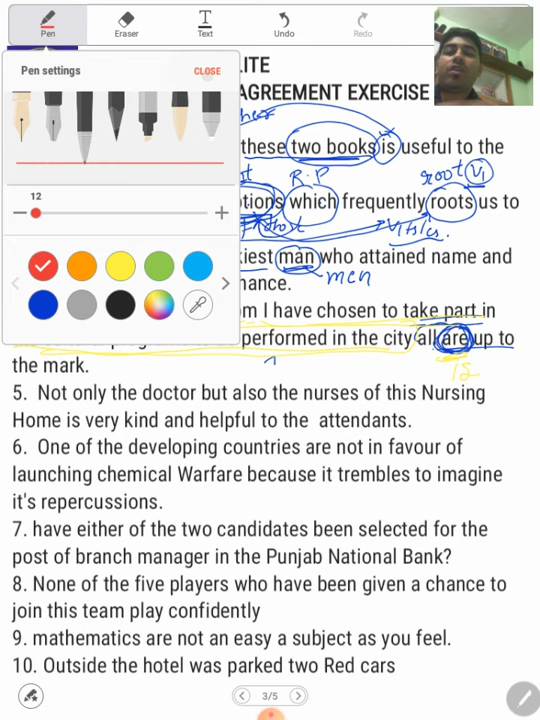 Pen
Eraser
Text
Undo
Redo
Pen settings
CLOSE
.ITE
AGREEMENT EXERCISE
these two books is useful to the
R.P
root V1
tions which frequently roots us to
12
V1+s/es.
iest man who attained name and
men
nance.
m I have chosen to take part in
performed in the city all are up to
is
the mark.
5. Not only the doctor but also the nurses of this Nursing
Home is very kind and helpful to the attendants.
6. One of the developing countries are not in favour of
launching chemical Warfare because it trembles to imagine
it's repercussions.
7. have either of the two candidates been selected for the
post of branch manager in the Punjab National Bank?
8. None of the five players who have been given a chance to
join this team play confidently
9. mathematics are not an easy a subject as you feel.
10. Outside the hotel was parked two Red cars
3/5